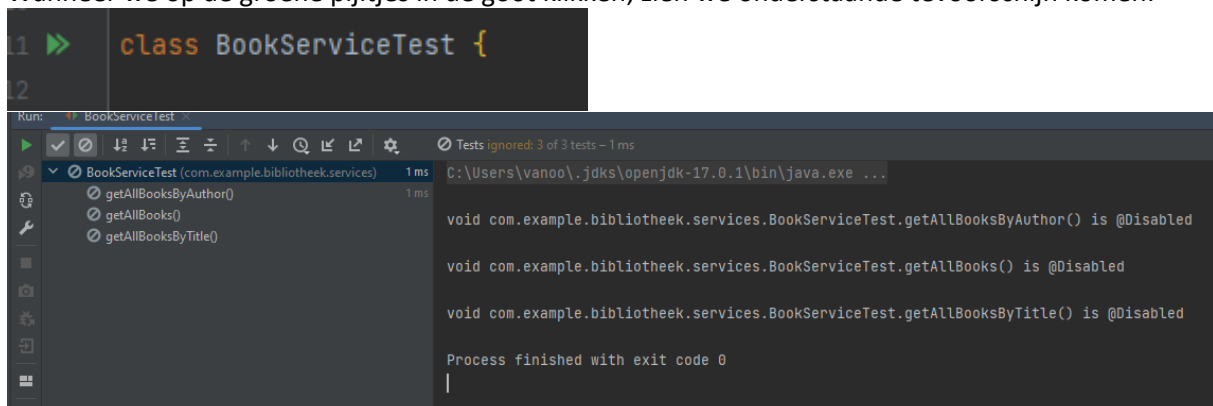 Wanneer we op de groene pijltjes in de goot klikken, zien we onderstaande tevoorschijn komen:
11 class BookServiceTest {
12
Run: BookServiceTest
Tests ignored: 3 of 3 tests – 1 ms
BookServiceTest (com.example.bibliotheek.services) 1 ms
getAllBooksByAuthor() 1 ms
getAllBooks()
getAllBooksByTitle()
C:\Users\vanoo\.jdks\openjdk-17.0.1\bin\java.exe ...
void com.example.bibliotheek.services.BookServiceTest.getAllBooksByAuthor() is @Disabled
void com.example.bibliotheek.services.BookServiceTest.getAllBooks() is @Disabled
void com.example.bibliotheek.services.BookServiceTest.getAllBooksByTitle() is @Disabled
Process finished with exit code 0